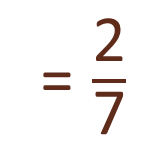 = 2/7